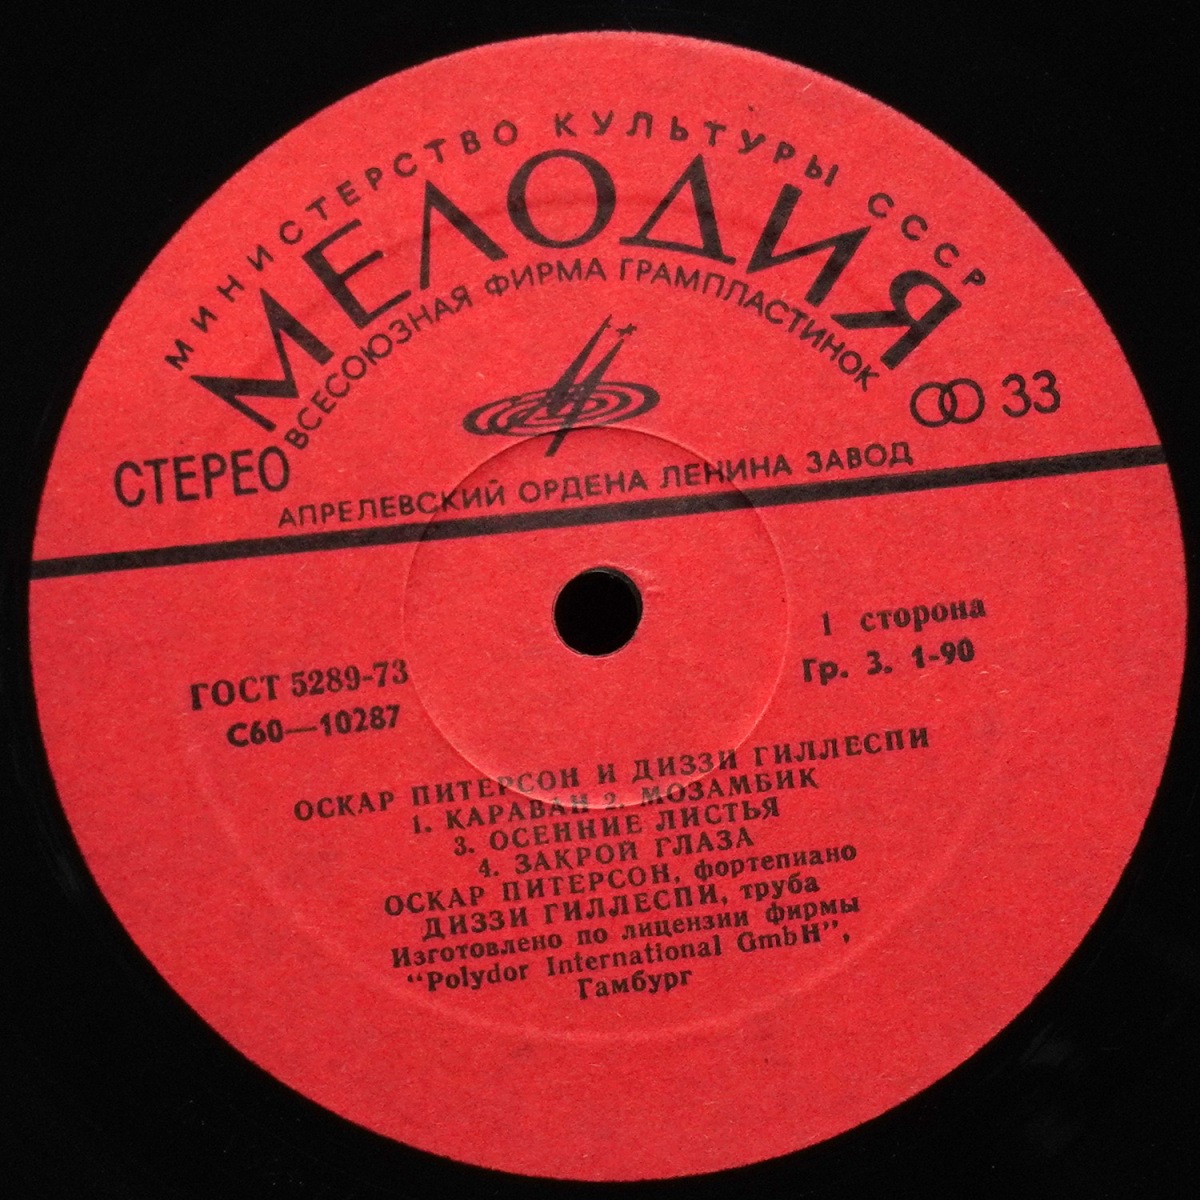 МИНИСТЕРСТВО КУЛЬТУРЫ СССР
МЕЛОДИЯ
ВСЕСОЮЗНАЯ ФИРМА ГРАМПЛАСТИНОК
СТЕРЕО
33
АПРЕЛЕВСКИЙ ОРДЕНА ЛЕНИНА ЗАВОД
ГОСТ 5289-73
С60—10287
1 сторона
Гр. 3. 1-90
ОСКАР ПИТЕРСОН И ДИЗЗИ ГИЛЛЕСПИ
1. КАРАВАН 2. МОЗАМБИК
3. ОСЕННИЕ ЛИСТЬЯ
4. ЗАКРОЙ ГЛАЗА
ОСКАР ПИТЕРСОН, фортепиано
ДИЗЗИ ГИЛЛЕСПИ, труба
Изготовлено по лицензии фирмы
"Polydor International GmbH",
Гамбург